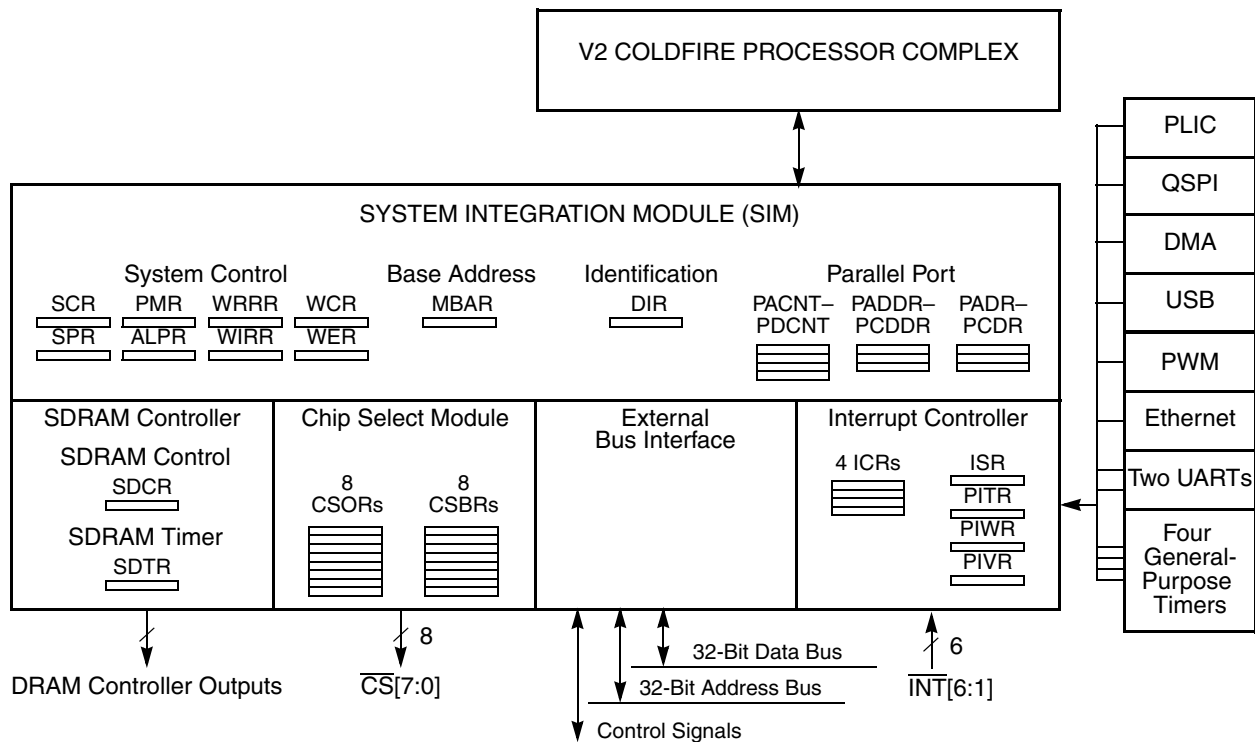 V2 COLDFIRE PROCESSOR COMPLEX
SYSTEM INTEGRATION MODULE (SIM)
System Control
SCR PMR WRRR WCR
SPR ALPR WIRR WER
Base Address
MBAR
Identification
DIR
Parallel Port
PACNT–
PDCNT
PADDR–
PCDDR
PADR–
PCDR
SDRAM Controller
SDRAM Control
SDCR
SDRAM Timer
SDTR
Chip Select Module
8
CSORs
8
CSBRs
External
Bus Interface
Interrupt Controller
4 ICRs
ISR
PITR
PIWR
PIVR
DRAM Controller Outputs
8
CS[7:0]
32-Bit Data Bus
32-Bit Address Bus
Control Signals
6
INT[6:1]
PLIC
QSPI
DMA
USB
PWM
Ethernet
Two UARTs
Four
General-
Purpose
Timers